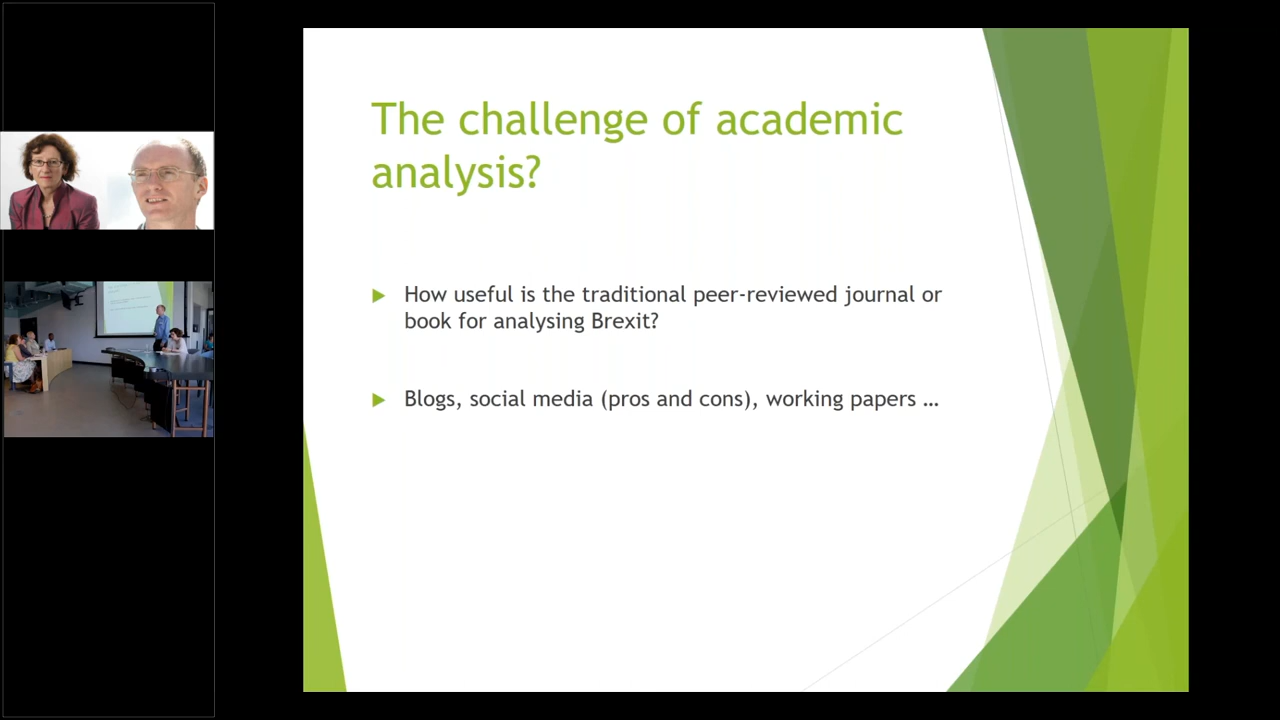 The challenge of academic
analysis?
How useful is the traditional peer-reviewed journal or
book for analysing Brexit?
Blogs, social media (pros and cons), working papers …